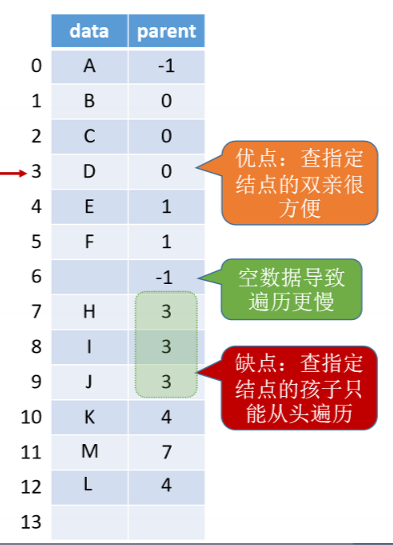 data parent
0 A -1
1 B 0
2 C 0
3 D 0
优点：查指定
结点的双亲很
方便
4 E 1
5 F 1
6 -1
空数据导致
遍历更慢
7 H 3
8 I 3
9 J 3
缺点：查指定
结点的孩子只
能从头遍历
10 K 4
11 M 7
12 L 4
13